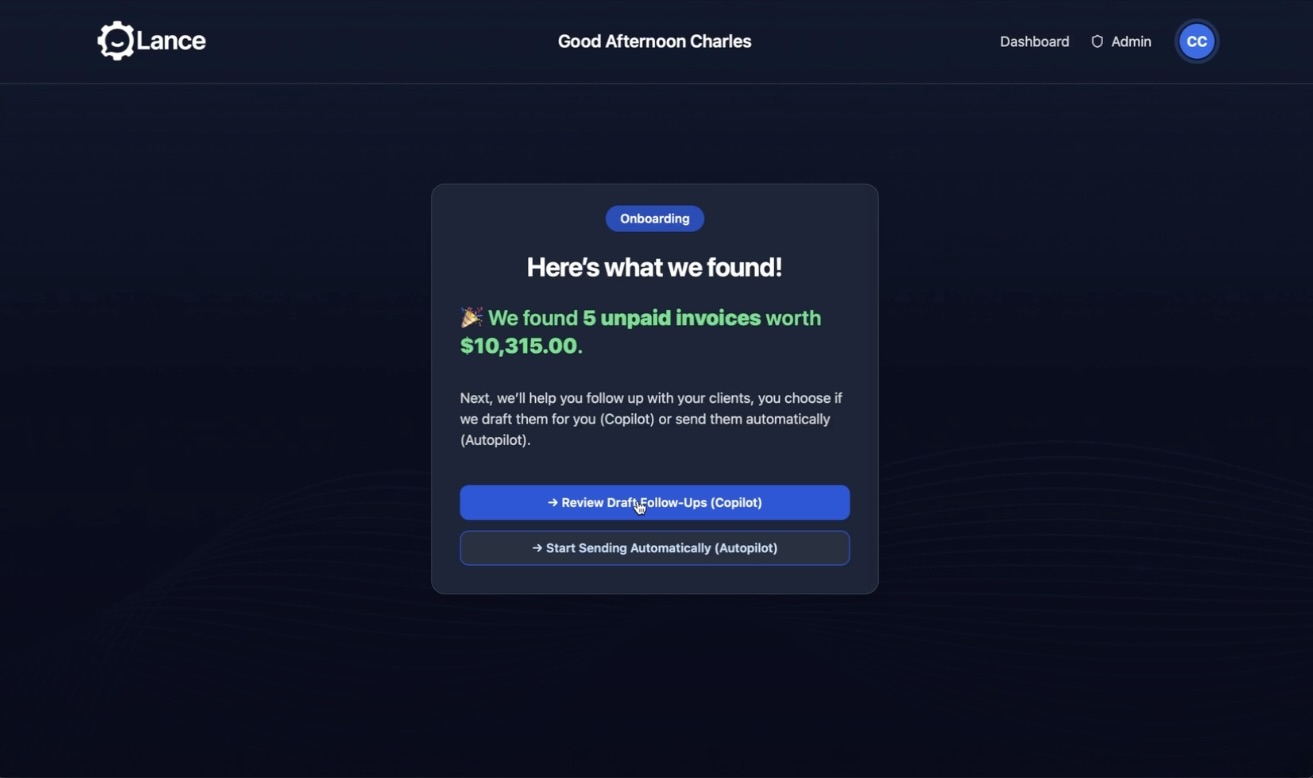 Lance
Good Afternoon Charles
Dashboard
Admin
CC
Onboarding
Here’s what we found!
🎉 We found 5 unpaid invoices worth
$10,315.00.
Next, we’ll help you follow up with your clients, you choose if
we draft them for you (Copilot) or send them automatically
(Autopilot).
→ Review Draft Follow-Ups (Copilot)
→ Start Sending Automatically (Autopilot)